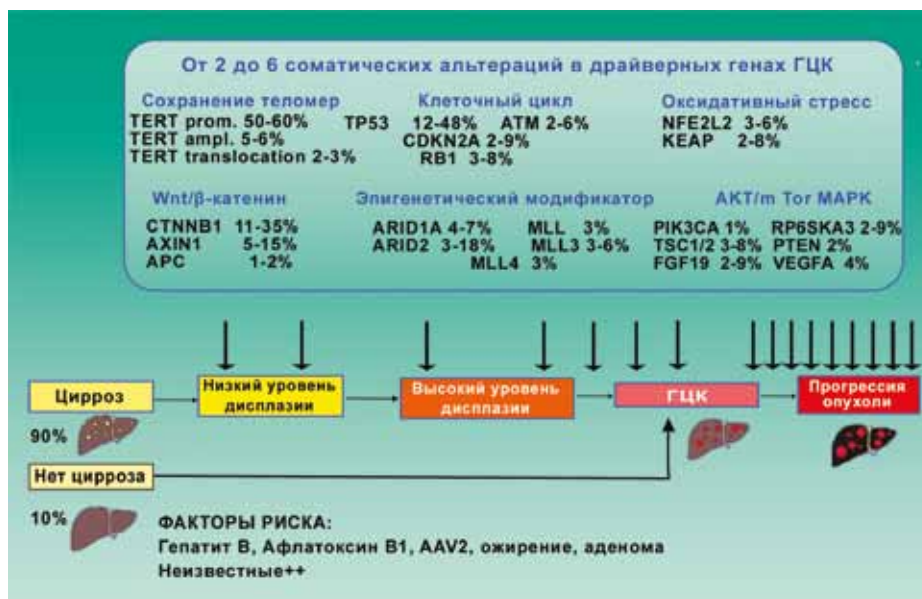 От 2 до 6 соматических альтераций в драйверных генах ГЦК
Сохранение теломер
TERT prom. 50-60%
TERT ampl. 5-6%
TERT translocation 2-3%
Клеточный цикл
TP53 12-48% ATM 2-6%
CDKN2A 2-9%
RB1 3-8%
Оксидативный стресс
NFE2L2 3-6%
KEAP 2-8%
Wnt/β-катенин
CTNNB1 11-35%
AXIN1 5-15%
APC 1-2%
Эпигенетический модификатор
ARID1A 4-7% MLL 3%
ARID2 3-18% MLL3 3-6%
MLL4 3%
AKT/m Tor MAPK
PIK3CA 1% RP6SKA3 2-9%
TSC1/2 3-8% PTEN 2%
FGF19 2-9% VEGFA 4%
Цирроз
90%
Низкий уровень
дисплазии
Высокий уровень
дисплазии
ГЦК
Прогрессия
опухоли
Нет цирроза
10%
ФАКТОРЫ РИСКА:
Гепатит В, Афлатоксин В1, AAV2, ожирение, аденома
Неизвестные++